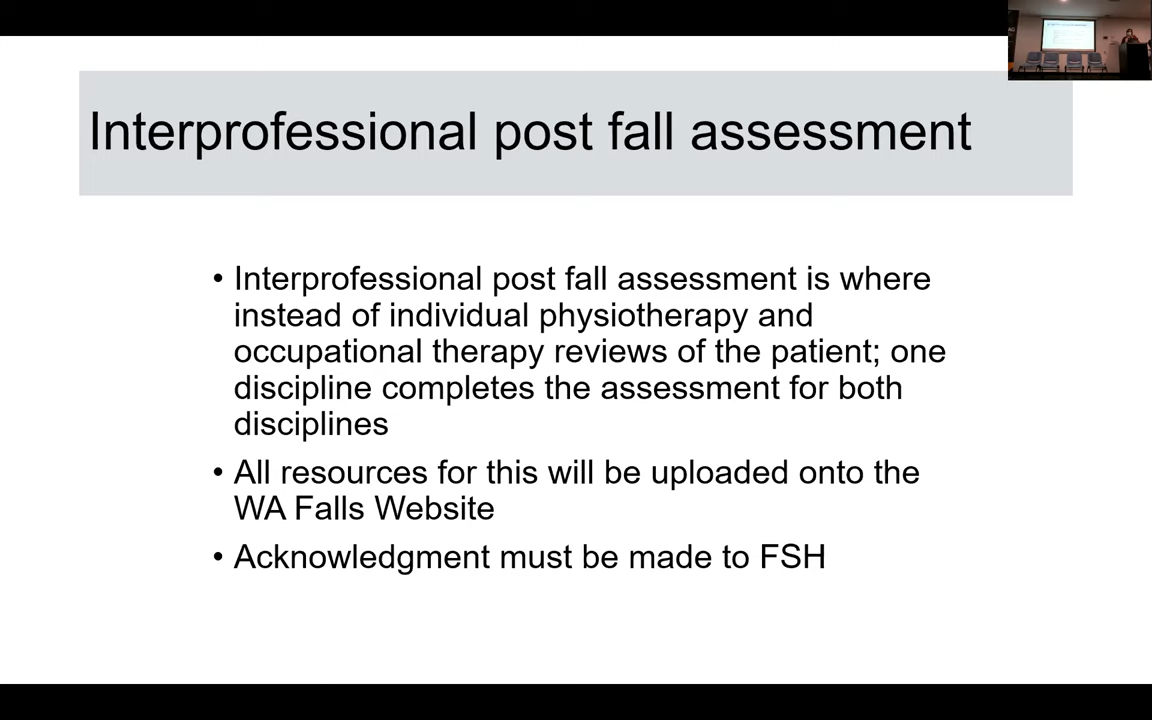 Interprofessional post fall assessment
• Interprofessional post fall assessment is where
instead of individual physiotherapy and
occupational therapy reviews of the patient; one
discipline completes the assessment for both
disciplines
• All resources for this will be uploaded onto the
WA Falls Website
• Acknowledgment must be made to FSH